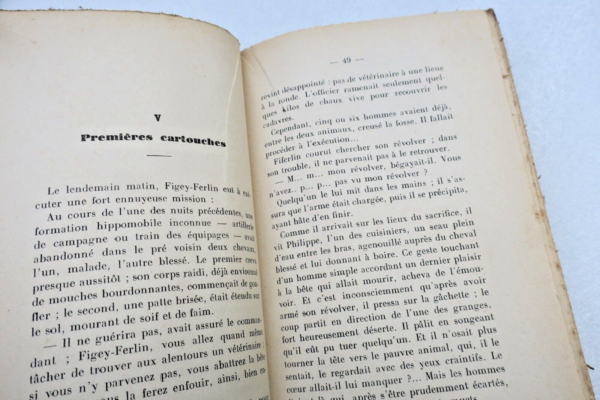 V
Premières cartouches
Le lendemain matin, Figey-Ferlin eut à exé-
cuter une fort ennuyeuse mission :
Au cours de l'une des nuits précédentes, une
formation hippomobile inconnue — artillerie
de campagne ou train des équipages — avait
abandonné dans le pré voisin deux chevaux,
l'un, malade, l'autre blessé. Le premier creva
presque aussitôt ; son corps raidi, déjà environné
de mouches bourdonnantes, commençait de gon-
fler ; le second, une patte brisée, était étendu sur
le sol, mourant de soif et de faim.
— Il ne guérira pas, avait assuré le comman-
dant ; Figey-Ferlin, vous allez quand même
tâcher de trouver aux alentours un vétérinaire ;
si vous n'y parvenez pas, vous abattrez la bête
vous la ferez enfouir, ainsi, bien
— 49 —
revint désappointé : pas de vétérinaire à une lieue
à la ronde. L'officier ramenait seulement quel-
ques kilos de chaux vive pour recouvrir les
cadavres.
Cependant, cinq ou six hommes avaient déjà,
entre les deux animaux, creusé la fosse. Il fallait
procéder à l'exécution...
Fiferlin courut chercher son révolver ; dans
son trouble, il ne parvenait pas à le retrouver.
— M... m... mon révolver, bégayait-il. Vous
n'avez.. p... p... pas vu mon révolver ?
Quelqu'un le lui mit dans les mains ; il s'as-
sura que l'arme était chargée, puis il se précipita,
ayant hâte d'en finir.
Comme il arrivait sur les lieux du sacrifice, il
vit Philippe, l'un des cuisiniers, un seau plein
d'eau entre les bras, agenouillé auprès du cheval
blessé et lui donnant à boire. Ce geste touchant
d'un homme simple accordant un dernier plaisir
à la bête qui allait mourir, acheva de l'émou-
voir. Et c'est inconsciemment qu'après avoir
armé son révolver, il pressa sur la gâchette ; le
coup partit en direction de l'une des granges,
fort heureusement déserte. Il pâlit en songeant
qu'il eût pu tuer quelqu'un. Et il n'osait plus
tourner la tête vers le pauvre animal, qui, il le
sentait, le regardait avec des yeux craintifs. Le
cœur allait-il lui manquer ?... Mais les hommes
après s'être prudemment écartés,